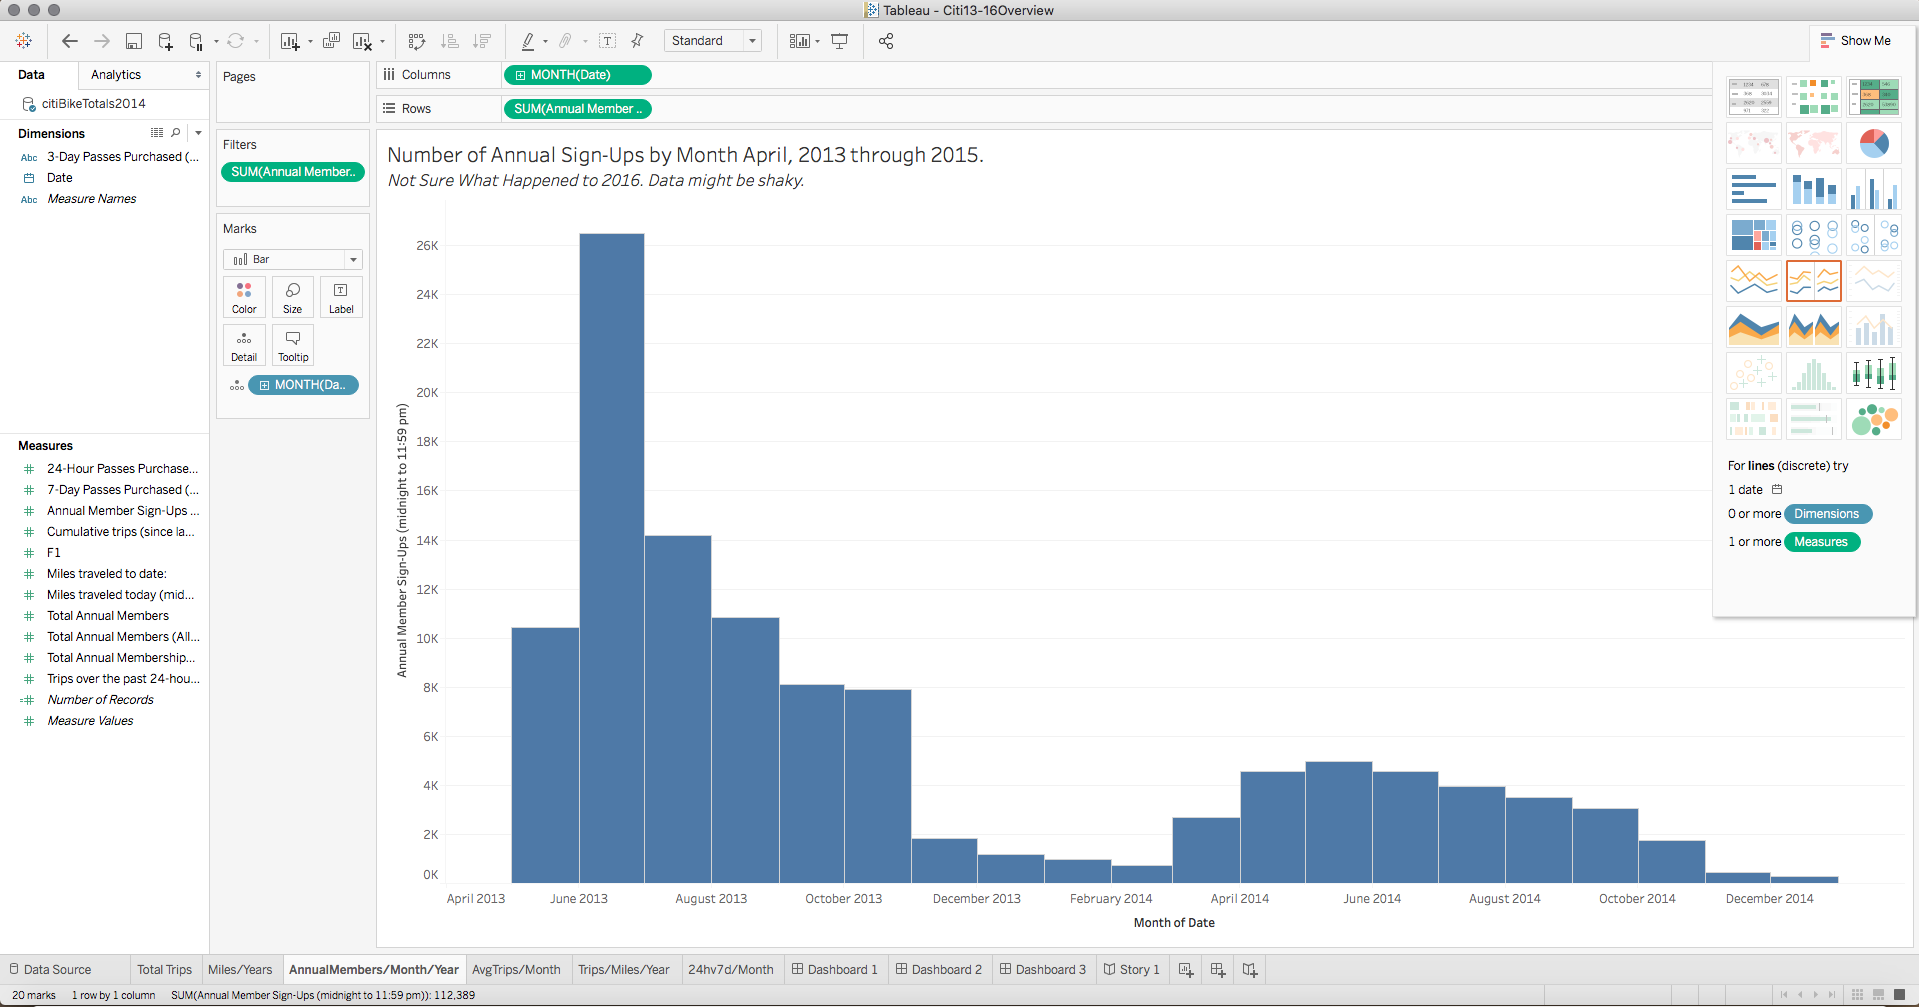 Tableau - Citi13-16Overview
Standard
Show Me
Data
Analytics
citiBikeTotals2014
Dimensions
Abc 3-Day Passes Purchased (...
Date
Abc Measure Names
Measures
24-Hour Passes Purchase...
7-Day Passes Purchased (...
Annual Member Sign-Ups ...
Cumulative trips (since la...
F1
Miles traveled to date:
Miles traveled today (mid...
Total Annual Members
Total Annual Members (All...
Total Annual Membership...
Trips over the past 24-hou...
Number of Records
Measure Values
Pages
Filters
SUM(Annual Member..
Marks
Bar
Color
Size
Label
Detail
Tooltip
MONTH(Da..
Columns
MONTH(Date)
Rows
SUM(Annual Member ..
Number of Annual Sign-Ups by Month April, 2013 through 2015.
Not Sure What Happened to 2016. Data might be shaky.
Annual Member Sign-Ups (midnight to 11:59 pm)
26K
24K
22K
20K
18K
16K
14K
12K
10K
8K
6K
4K
2K
0K
April 2013
June 2013
August 2013
October 2013
December 2013
February 2014
April 2014
June 2014
August 2014
October 2014
December 2014
Month of Date
For lines (discrete) try
1 date
0 or more Dimensions
1 or more Measures
Data Source
Total Trips
Miles/Years
AnnualMembers/Month/Year
AvgTrips/Month
Trips/Miles/Year
24hv7d/Month
Dashboard 1
Dashboard 2
Dashboard 3
Story 1
20 marks
1 row by 1 column
SUM(Annual Member Sign-Ups (midnight to 11:59 pm)): 112,389